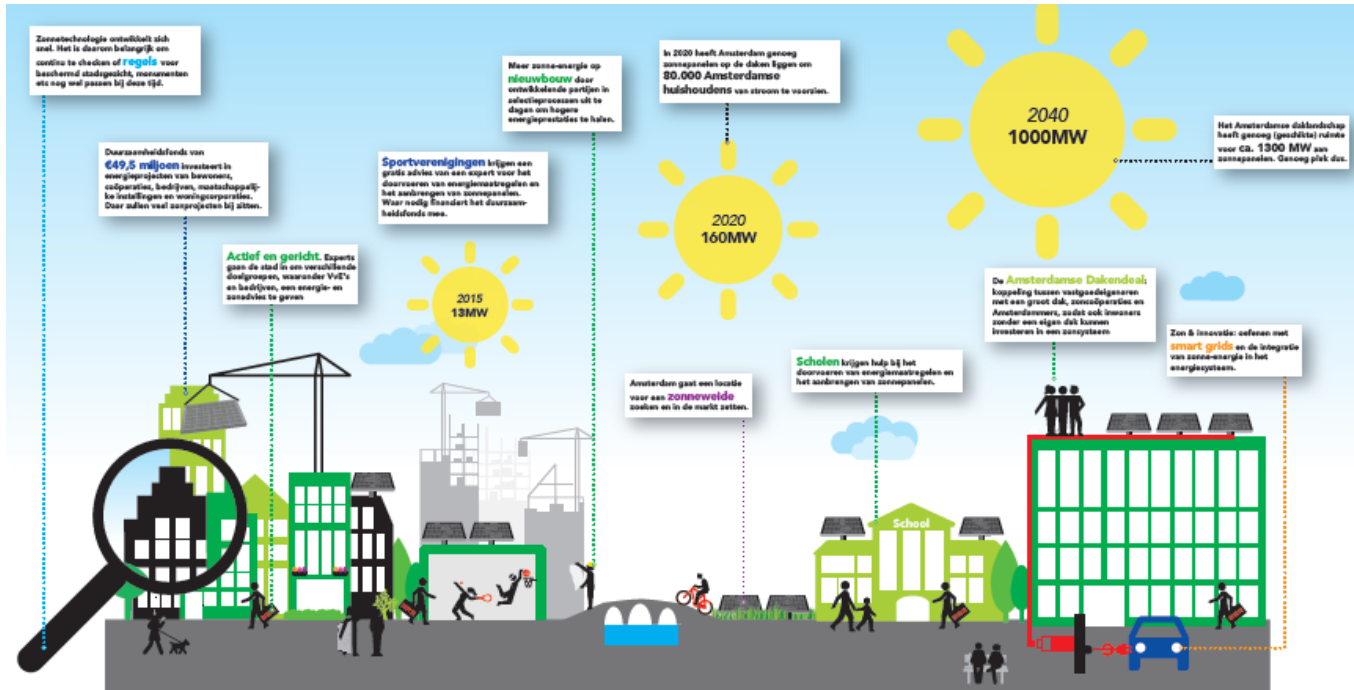 Zonnetechnologie ontwikkelt zich
snel. Het is daarom belangrijk om
continu te checken of regels voor
beschermd stadsgezicht, monumenten
etc nog wel passen bij deze tijd.
Duurzaamheidsfonds van
€49,5 miljoen investeert in
energieprojecten van bewoners,
coöperaties, bedrijven, maatschappelij-
ke instellingen en woningcorporaties.
Daar zullen veel zonprojecten bij zitten.
Actief en gericht. Experts
gaan de stad in om verschillende
doelgroepen, waaronder VvE's
en bedrijven, een energie- en
zonadvies te geven
Sportverenigingen krijgen een
gratis advies van een expert voor het
doorvoeren van energiemaatregelen en
het aanbrengen van zonnepanelen.
Waar nodig financiert het duurzaam-
heidsfonds mee.
2015
13MW
Meer zonne-energie op
nieuwbouw door
ontwikkelende partijen in
selectieprocessen uit te
dagen om hogere
energieprestaties te halen.
In 2020 heeft Amsterdam genoeg
zonnepanelen op de daken liggen om
80.000 Amsterdamse
huishoudens van stroom te voorzien.
2020
160MW
Amsterdam gaat een locatie
voor een zonneweide
zoeken en in de markt zetten.
Scholen krijgen hulp bij het
doorvoeren van energiemaatregelen en
het aanbrengen van zonnepanelen.
School
2040
1000MW
Het Amsterdamse daklandschap
heeft genoeg (geschikte) ruimte
voor ca. 1300 MW aan
zonnepanelen. Genoeg plek dus.
De Amsterdamse Dakendeal:
koppeling tussen vastgoedeigenaren
met een groot dak, zoncoöperaties en
Amsterdammers, zodat ook inwoners
zonder een eigen dak kunnen
investeren in een zonsysteem
Zon & innovatie: oefenen met
smart grids en de integratie
van zonne-energie in het
energiesysteem.